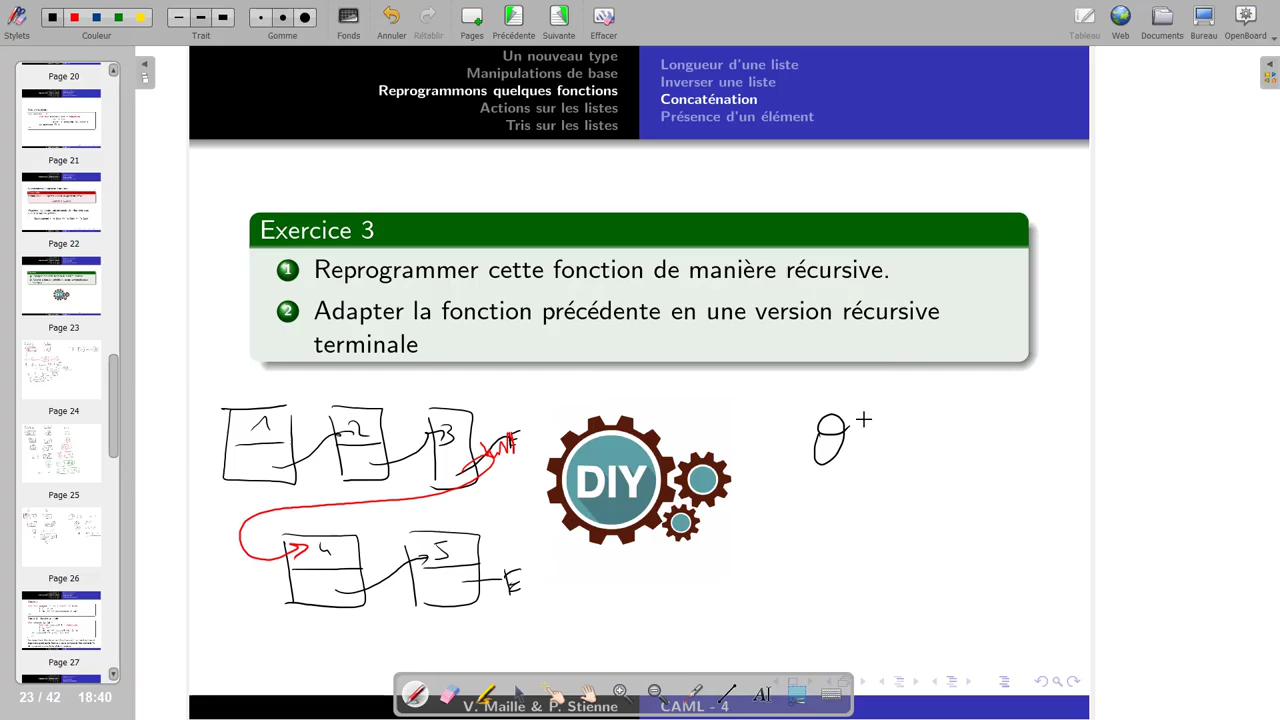 Stylets
Couleur
Trait
Gomme
Fonds
Annuler
Rétablir
Pages
Précédente
Suivante
Effacer
Tableau
Web
Documents
Bureau
OpenBoard
Un nouveau type
Manipulations de base
Reprogrammons quelques fonctions
Actions sur les listes
Tris sur les listes
Longueur d'une liste
Inverser une liste
Concaténation
Présence d'un élément
Page 20
Page 21
Page 22
Page 23
Page 24
Page 25
Page 26
Page 27
Exercice 3
1 Reprogrammer cette fonction de manière récursive.
2 Adapter la fonction précédente en une version récursive
terminale
1 2 3
DIY
4 5 E
23 / 42 18:40
V. Maille & P. Stienne
CAML - 4